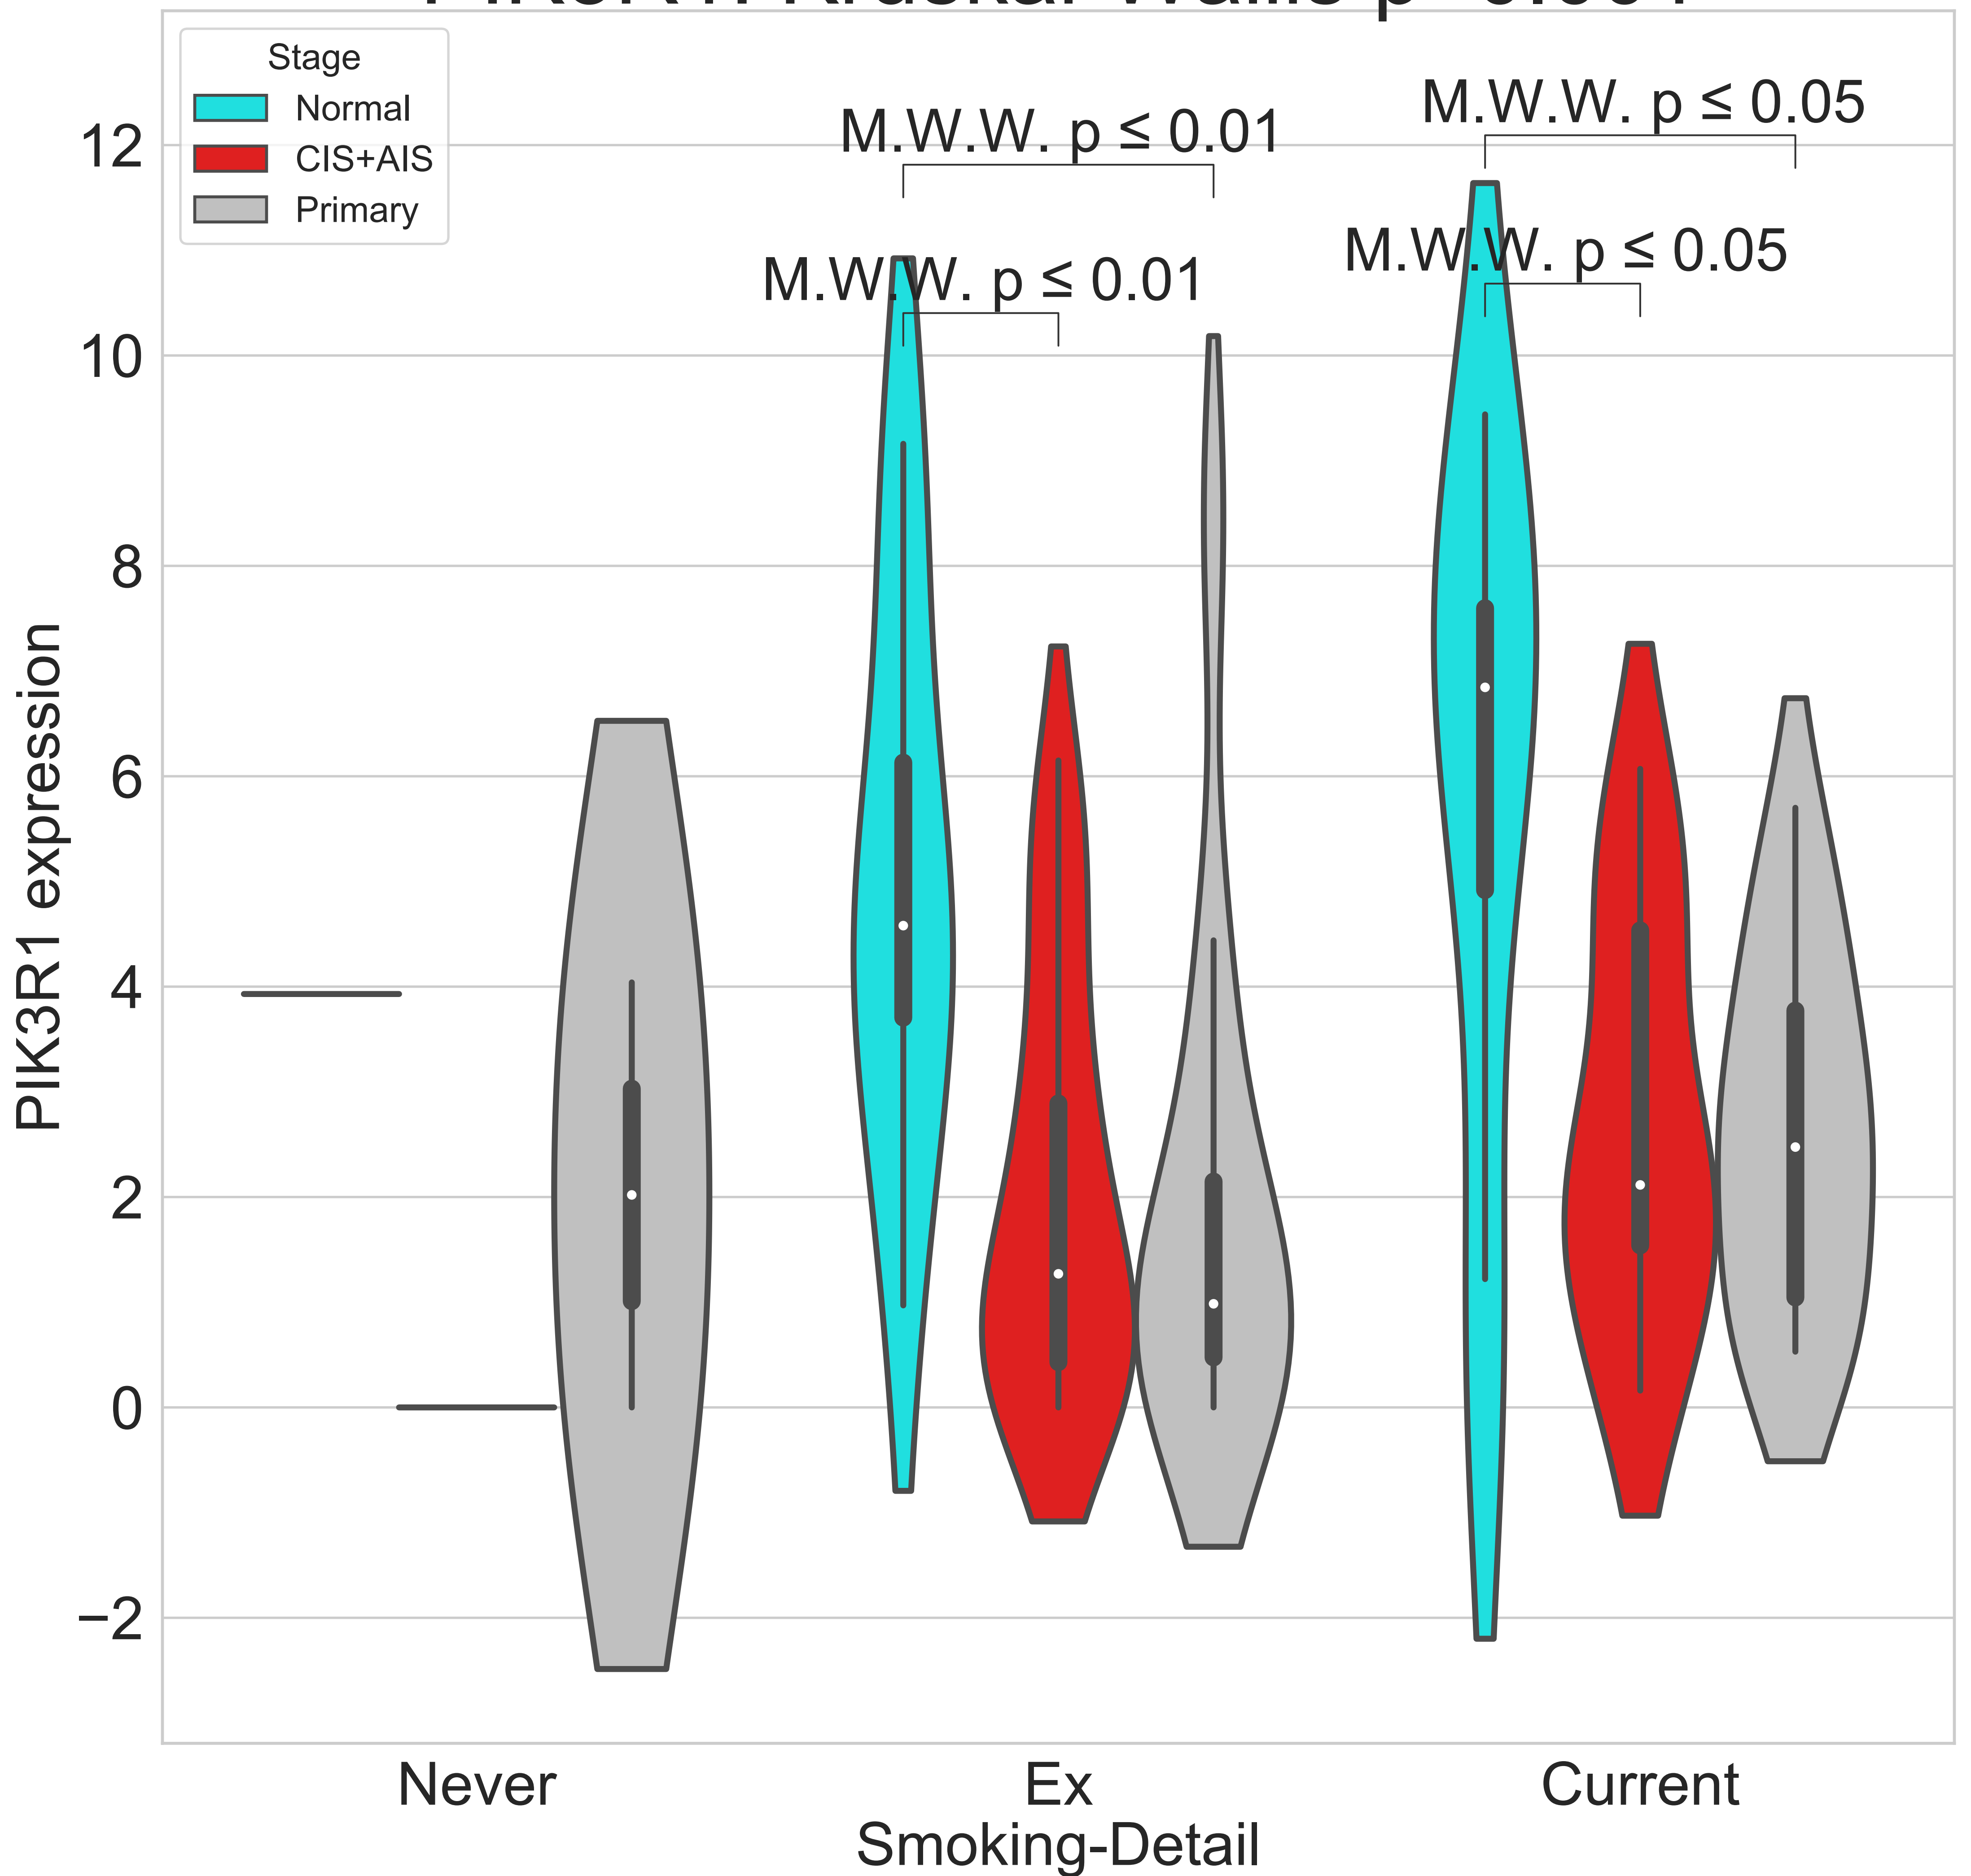 Stage
Normal
CIS+AIS
Primary
M.W.W. p ≤ 0.01
M.W.W. p ≤ 0.05
M.W.W. p ≤ 0.01
M.W.W. p ≤ 0.05
12
10
8
6
4
2
0
−2
PIK3R1 expression
Never
Ex
Current
Smoking-Detail